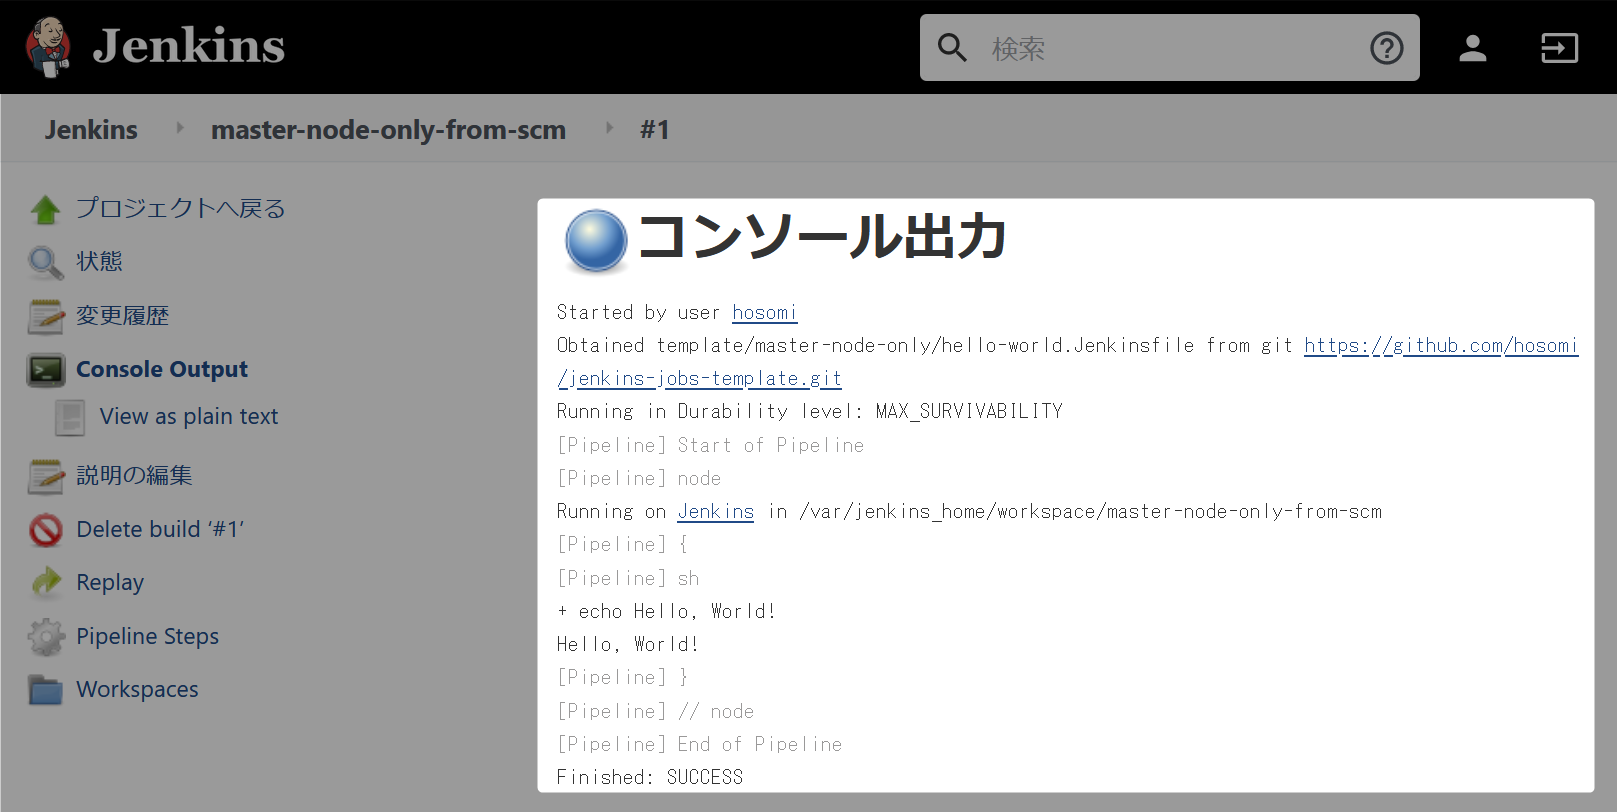 Jenkins
検索
Jenkins
master-node-only-from-scm
#1
プロジェクトへ戻る
状態
変更履歴
Console Output
View as plain text
説明の編集
Delete build ‘#1’
Replay
Pipeline Steps
Workspaces
コンソール出力
Started by user hosomi
Obtained template/master-node-only/hello-world.Jenkinsfile from git https://github.com/hosomi
/jenkins-jobs-template.git
Running in Durability level: MAX_SURVIVABILITY
[Pipeline] Start of Pipeline
[Pipeline] node
Running on Jenkins in /var/jenkins_home/workspace/master-node-only-from-scm
[Pipeline] {
[Pipeline] sh
+ echo Hello, World!
Hello, World!
[Pipeline] }
[Pipeline] // node
[Pipeline] End of Pipeline
Finished: SUCCESS